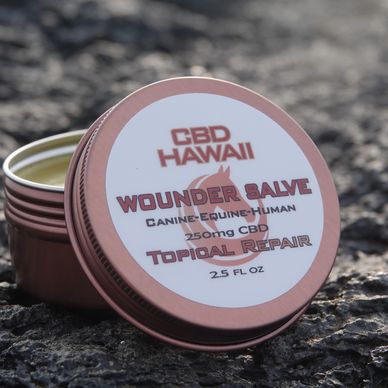 CBD
HAWAII
WOUNDER SALVE
CANINE-EQUINE-HUMAN
250mg CBD
TOPICAL REPAIR
2.5 FL OZ